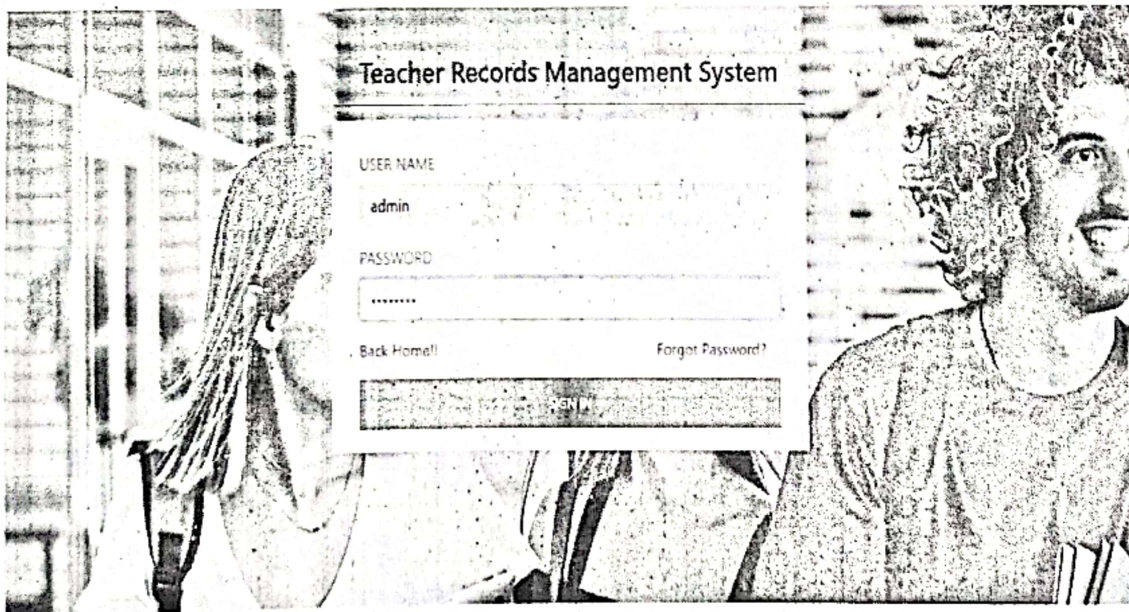 Teacher Records Management System
USER NAME
admin
PASSWORD
••••••••
Back Home!!
Forgot Password?
SIGN IN